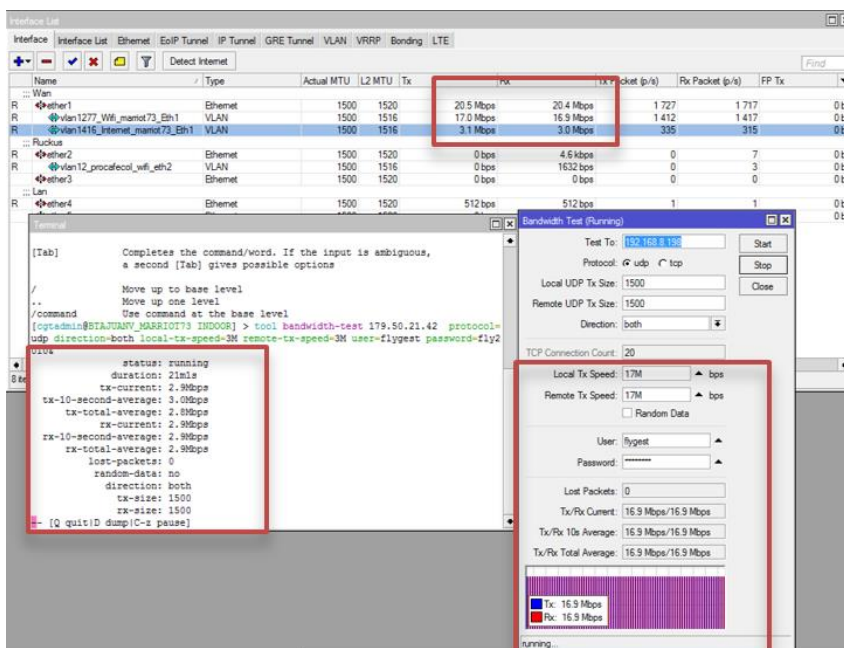 Interface List
Interface Interface List Ethernet EoIP Tunnel IP Tunnel GRE Tunnel VLAN VRRP Bonding LTE
Detect Internet Find
Name / Type Actual MTU L2 MTU Tx Rx Tx Packet (p/s) Rx Packet (p/s) FP Tx
;;; Wan
R ether1 Ethernet 1500 1520 20.5 Mbps 20.4 Mbps 1 727 1 717
R vlan1277_Wifi_marriot73_Eth1 VLAN 1500 1516 17.0 Mbps 16.9 Mbps 1 412 1 417
R vlan1416_Internet_marriot73_Eth1 VLAN 1500 1516 3.1 Mbps 3.0 Mbps 335 315
;;; Ruckus
R ether2 Ethernet 1500 1520 0 bps 4.6 kbps 0 7
R vlan12_procafecol_wifi_eth2 VLAN 1500 1516 0 bps 1632 bps 0 3
ether3 Ethernet 1500 1520 0 bps 0 bps 0 0
;;; Lan
R ether4 Ethernet 1500 1520 512 bps 512 bps 1 1
Terminal
[Tab] Completes the command/word. If the input is ambiguous,
a second [Tab] gives possible options
/ Move up to base level
.. Move up one level
/command Use command at the base level
[cgtadmin@BTAJUANV_MARRIOT73 INDOOR] > tool bandwidth-test 179.50.21.42 protocol=
udp direction=both local-tx-speed=3M remote-tx-speed=3M user=flygest password=fly2
status: running
duration: 21m1s
tx-current: 2.9Mbps
tx-10-second-average: 3.0Mbps
tx-total-average: 2.8Mbps
rx-current: 2.9Mbps
rx-10-second-average: 2.9Mbps
rx-total-average: 2.9Mbps
lost-packets: 0
random-data: no
direction: both
tx-size: 1500
rx-size: 1500
-- [Q quit|D dump|C-z pause]
Bandwidth Test (Running)
Test To: 192.168.8.198 Start
Protocol: udp tcp Stop
Local UDP Tx Size: 1500 Close
Remote UDP Tx Size: 1500
Direction: both
TCP Connection Count: 20
Local Tx Speed: 17M bps
Remote Tx Speed: 17M bps
Random Data
User: flygest
Password: ********
Lost Packets: 0
Tx/Rx Current: 16.9 Mbps/16.9 Mbps
Tx/Rx 10s Average: 16.9 Mbps/16.9 Mbps
Tx/Rx Total Average: 16.9 Mbps/16.9 Mbps
Tx: 16.9 Mbps
Rx: 16.9 Mbps
running...